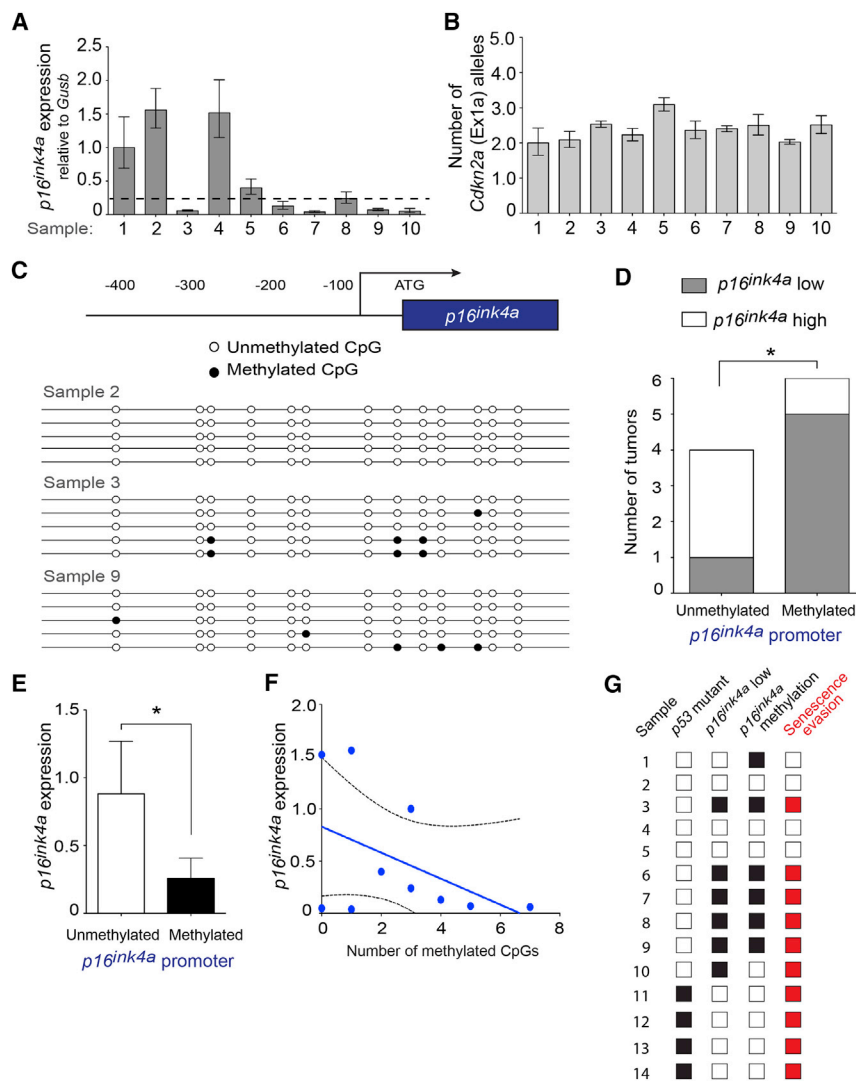 A
p16ink4a expression
relative to Gusb
2.5
2.0
1.5
1.0
0.5
0
Sample:
1 2 3 4 5 6 7 8 9 10
B
Number of
Cdkn2a (Ex1a) alleles
5.0
4.0
3.0
2.0
1.0
0.0
1 2 3 4 5 6 7 8 9 10
C
-400 -300 -200 -100 ATG
p16ink4a
Unmethylated CpG
Methylated CpG
Sample 2
Sample 3
Sample 9
D
p16ink4a low
p16ink4a high
*
Number of tumors
6
5
4
3
2
1
0
Unmethylated Methylated
p16ink4a promoter
E
p16ink4a expression
1.5
1.0
0.5
0
*
Unmethylated Methylated
p16ink4a promoter
F
p16ink4a expression
2.0
1.5
1.0
0.5
0
0 2 4 6 8
Number of methylated CpGs
G
Sample
p53 mutant
p16ink4a low
p16ink4a
methylation
Senescence
evasion
1
2
3
4
5
6
7
8
9
10
11
12
13
14